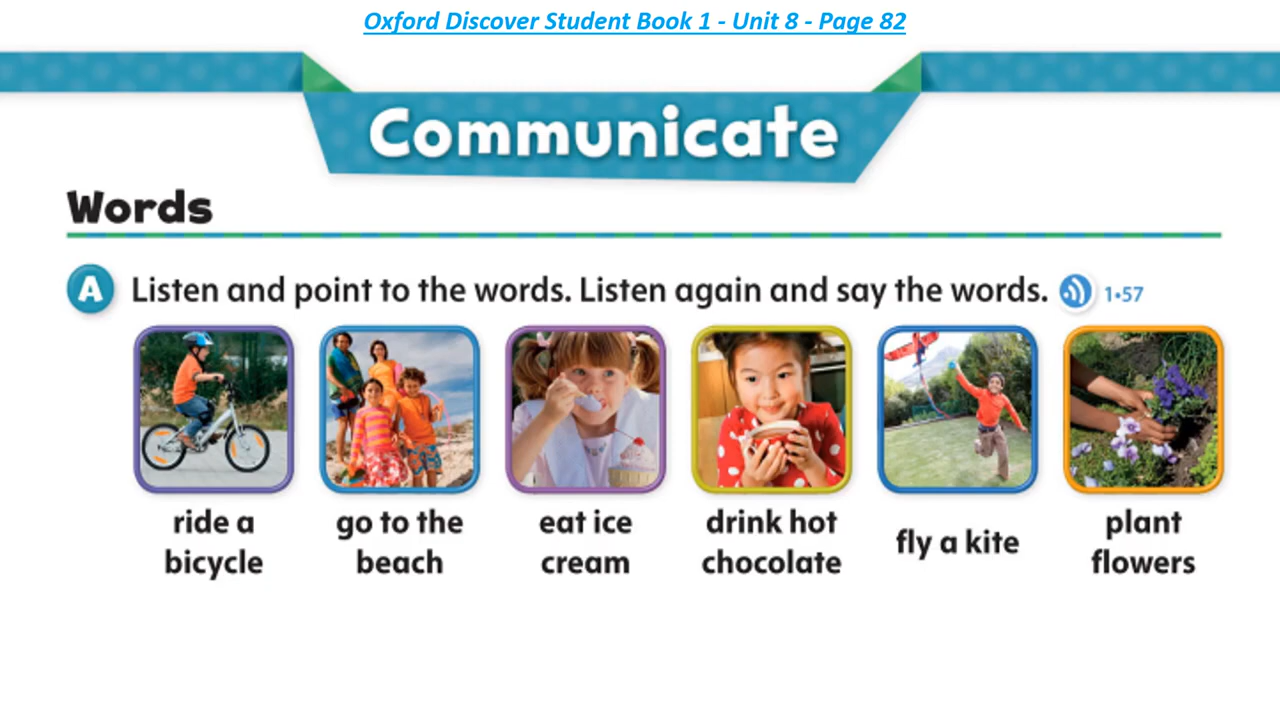 Oxford Discover Student Book 1 - Unit 8 - Page 82
Communicate
Words
A Listen and point to the words. Listen again and say the words. 1•57
ride a
bicycle
go to the
beach
eat ice
cream
drink hot
chocolate
fly a kite
plant
flowers